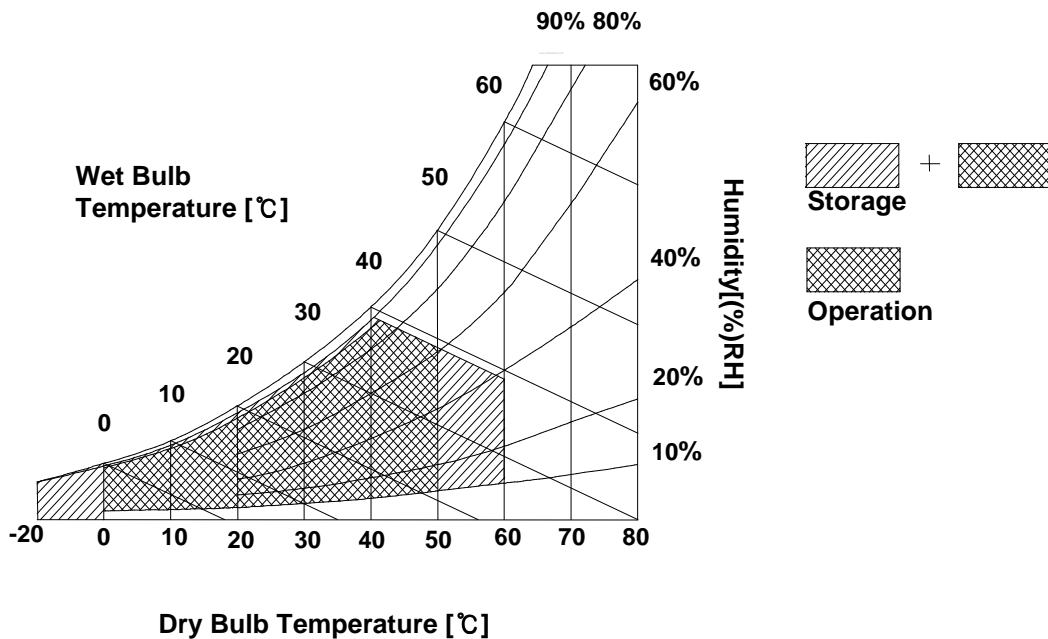 90% 80%
60
60%
Wet Bulb
Temperature [℃]
50
+
Storage
Humidity[(%)RH]
40
40%
30
Operation
20
20%
10
0
10%
-20 0 10 20 30 40 50 60 70 80
Dry Bulb Temperature [℃]